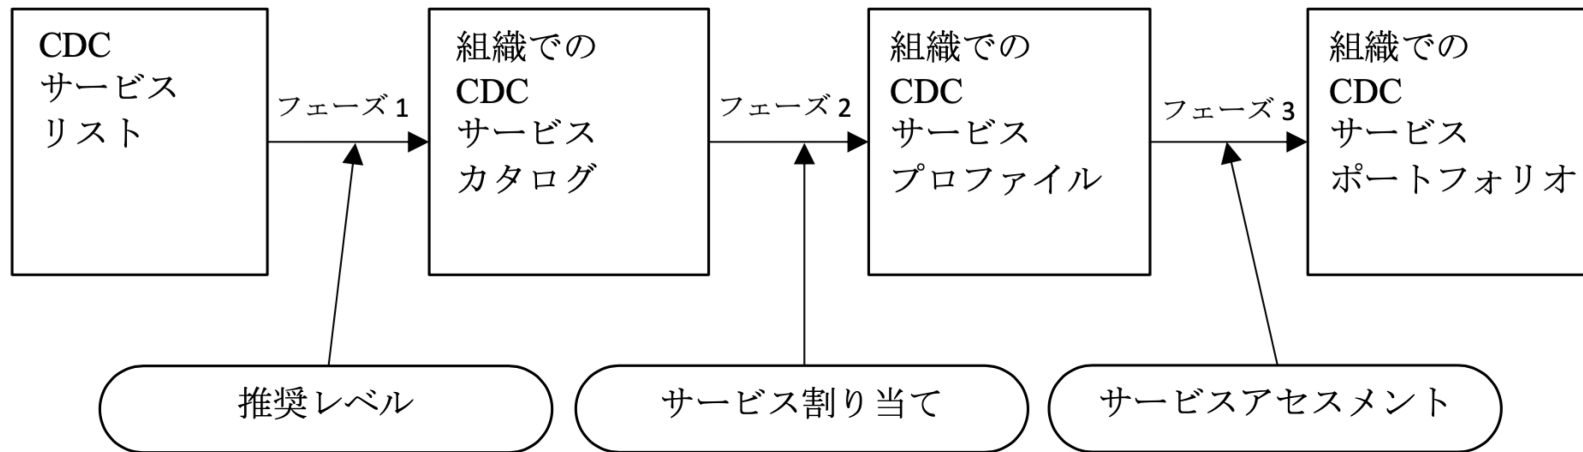 CDC
サービス
リスト
フェーズ 1
組織での
CDC
サービス
カタログ
フェーズ 2
組織での
CDC
サービス
プロファイル
フェーズ 3
組織での
CDC
サービス
ポートフォリオ
推奨レベル
サービス割り当て
サービスアセスメント